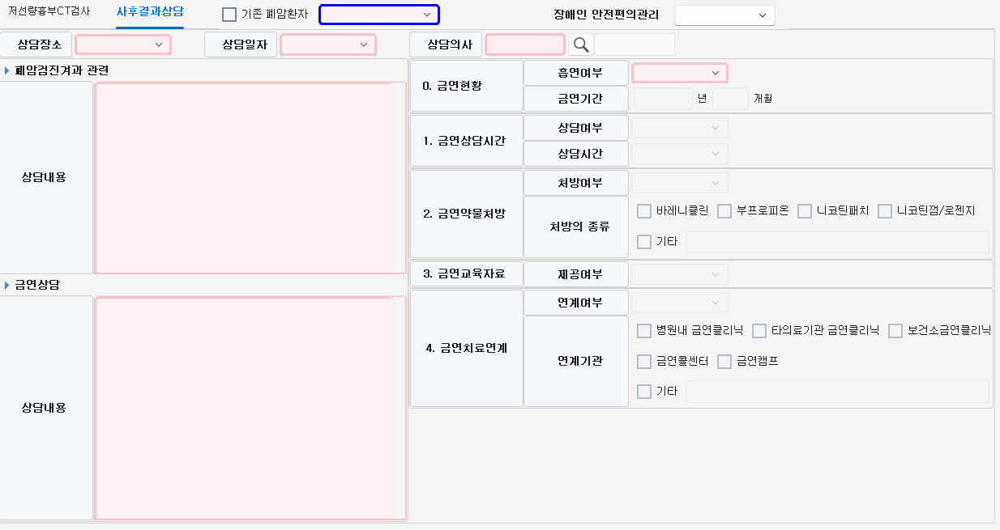 저선량흉부CT검사 사후결과상담 기존 폐암환자 장애인 안전편의관리
상담장소 상담일자 상담의사
폐암검진겨과 관련
상담내용
금연상담
상담내용
0. 금연현황 흡연여부
금연기간 년 개월
1. 금연상담시간 상담여부
상담시간
2. 금연약물처방 처방여부
처방의 종류 바레니클린 부프로피온 니코틴패치 니코틴껌/로젠지
기타
3. 금연교육자료 제공여부
4. 금연치료연계 연계여부
연계기관 병원내 금연클리닉 타의료기관 금연클리닉 보건소금연클리닉
금연콜센터 금연캠프
기타